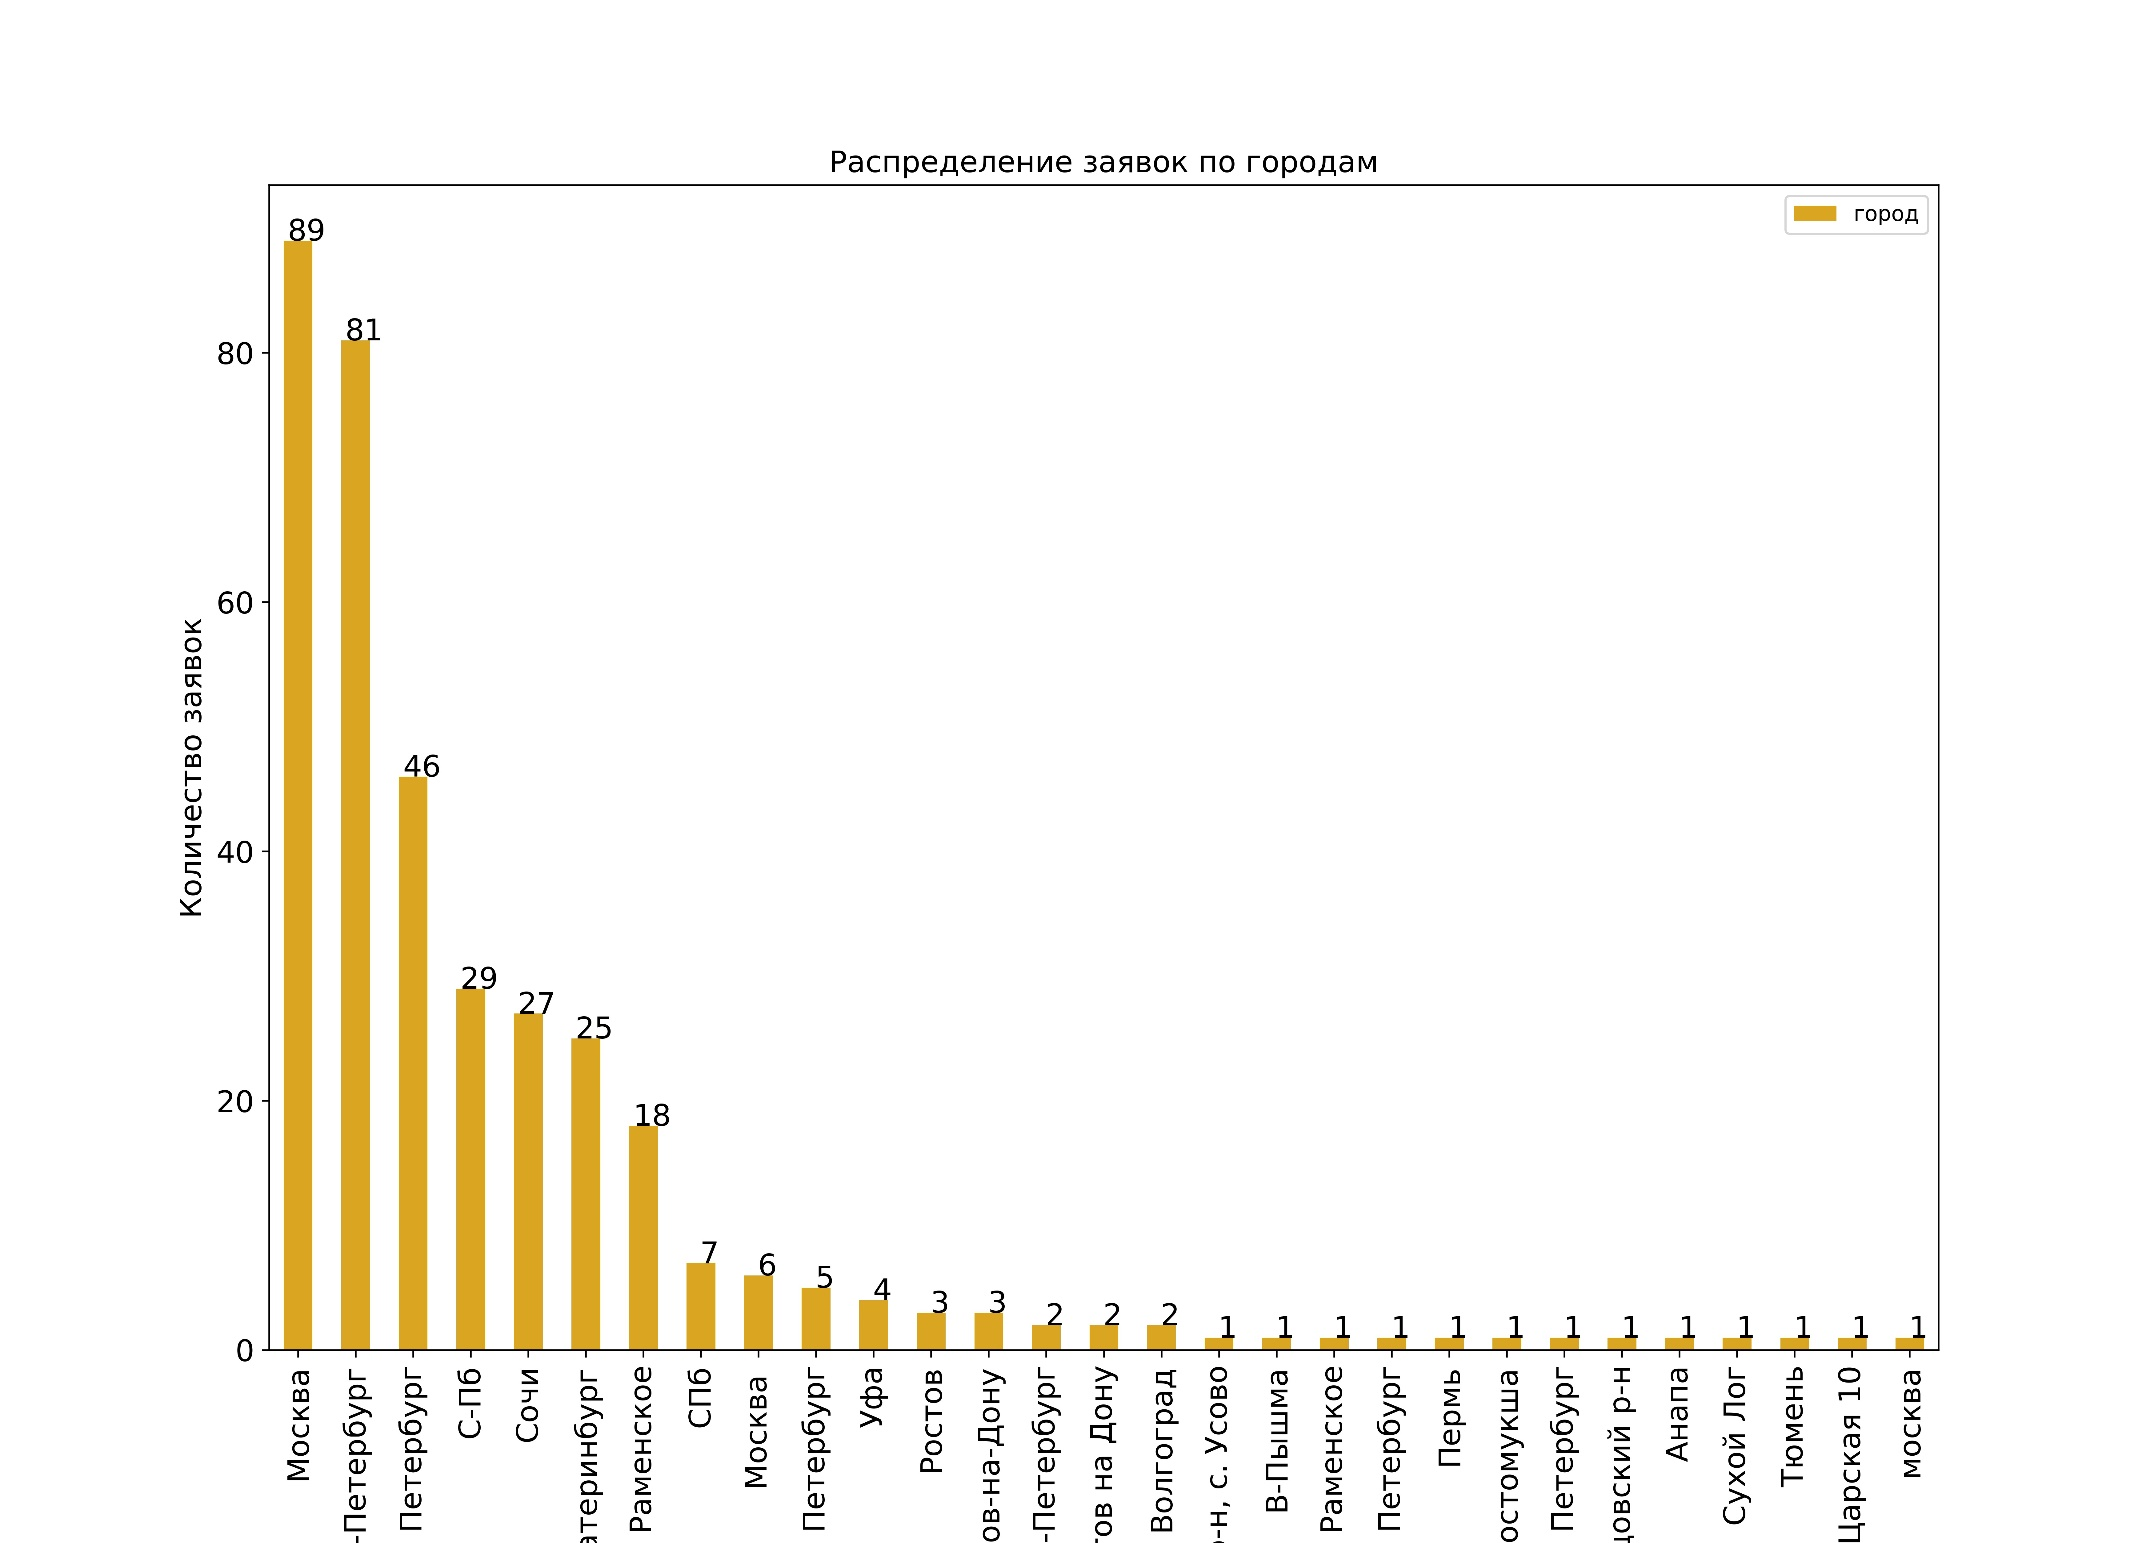 Распределение заявок по городам
город
Количество заявок
80
60
40
20
0
89
81
46
29
27
25
18
7
6
5
4
3
3
2
2
2
1
1
1
1
1
1
1
1
1
1
1
1
1
Москва
-Петербург
Петербург
С-Пб
Сочи
атеринбург
Раменское
СПб
Москва
Петербург
Уфа
Ростов
ов-на-Дону
-Петербург
тов на Дону
Волгоград
р-н, с. Усово
В-Пышма
Раменское
Петербург
Пермь
остомукша
Петербург
довский р-н
Анапа
Сухой Лог
Тюмень
Царская 10
москва